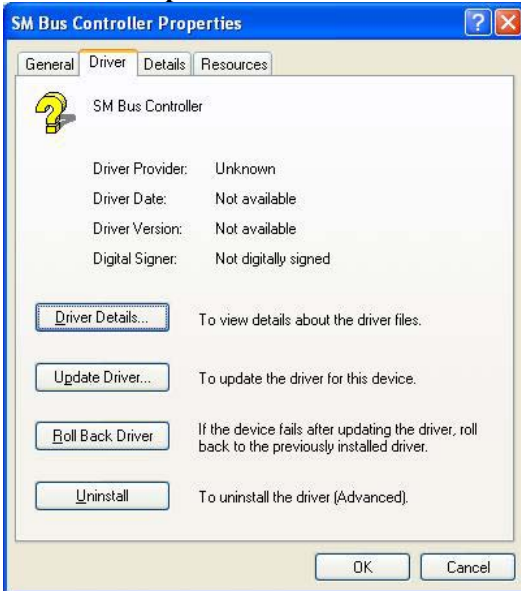 SM Bus Controller Properties
General Driver Details Resources
SM Bus Controller
Driver Provider: Unknown
Driver Date: Not available
Driver Version: Not available
Digital Signer: Not digitally signed
Driver Details... To view details about the driver files.
Update Driver... To update the driver for this device.
Roll Back Driver If the device fails after updating the driver, roll
back to the previously installed driver.
Uninstall To uninstall the driver (Advanced).
OK Cancel